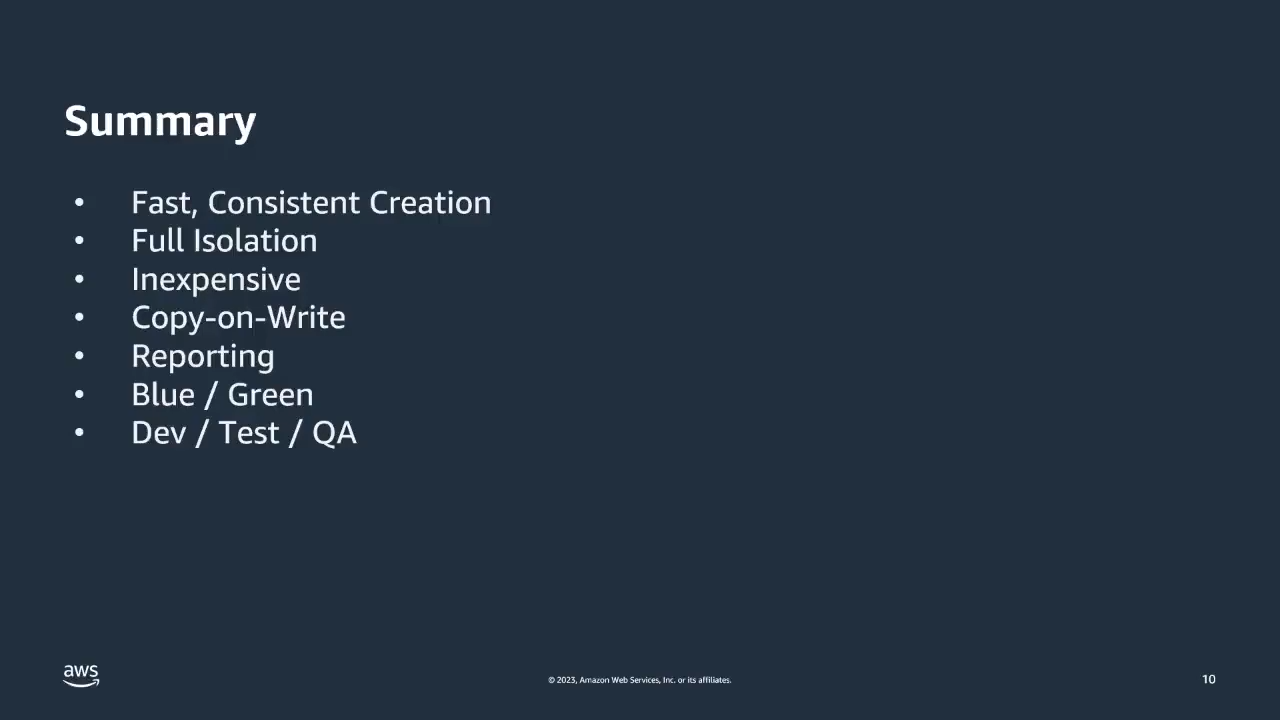 Summary
• Fast, Consistent Creation
• Full Isolation
• Inexpensive
• Copy-on-Write
• Reporting
• Blue / Green
• Dev / Test / QA
aws
© 2023, Amazon Web Services, Inc. or its affiliates.
10